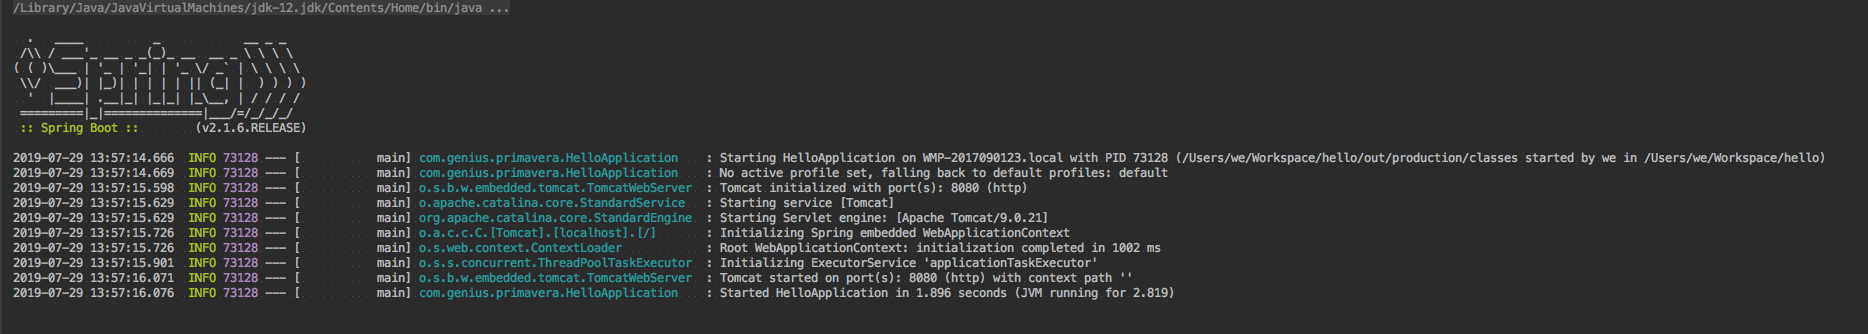 /Library/Java/JavaVirtualMachines/jdk-12.jdk/Contents/Home/bin/java ...
  .   ____          _            __ _ _
 /\\ / ___'_ __ _ _(_)_ __  __ _ \ \ \ \
( ( )\___ | '_ | '_| | '_ \/ _` | \ \ \ \
 \\/  ___)| |_)| | | | | || (_| |  ) ) ) )
  '  |____| .__|_| |_|_| |_\__, | / / / /
 =========|_|==============|___/=/_/_/_/
 :: Spring Boot ::        (v2.1.6.RELEASE)
2019-07-29 13:57:14.666  INFO 73128 --- [           main] com.genius.primavera.HelloApplication    : Starting HelloApplication on WMP-2017090123.local with PID 73128 (/Users/we/Workspace/hello/out/production/classes started by we in /Users/we/Workspace/hello)
2019-07-29 13:57:14.669  INFO 73128 --- [           main] com.genius.primavera.HelloApplication    : No active profile set, falling back to default profiles: default
2019-07-29 13:57:15.598  INFO 73128 --- [           main] o.s.b.w.embedded.tomcat.TomcatWebServer  : Tomcat initialized with port(s): 8080 (http)
2019-07-29 13:57:15.629  INFO 73128 --- [           main] o.apache.catalina.core.StandardService   : Starting service [Tomcat]
2019-07-29 13:57:15.629  INFO 73128 --- [           main] org.apache.catalina.core.StandardEngine  : Starting Servlet engine: [Apache Tomcat/9.0.21]
2019-07-29 13:57:15.726  INFO 73128 --- [           main] o.a.c.c.C.[Tomcat].[localhost].[/]       : Initializing Spring embedded WebApplicationContext
2019-07-29 13:57:15.726  INFO 73128 --- [           main] o.s.web.context.ContextLoader            : Root WebApplicationContext: initialization completed in 1002 ms
2019-07-29 13:57:15.901  INFO 73128 --- [           main] o.s.s.concurrent.ThreadPoolTaskExecutor  : Initializing ExecutorService 'applicationTaskExecutor'
2019-07-29 13:57:16.071  INFO 73128 --- [           main] o.s.b.w.embedded.tomcat.TomcatWebServer  : Tomcat started on port(s): 8080 (http) with context path ''
2019-07-29 13:57:16.076  INFO 73128 --- [           main] com.genius.primavera.HelloApplication    : Started HelloApplication in 1.896 seconds (JVM running for 2.819)